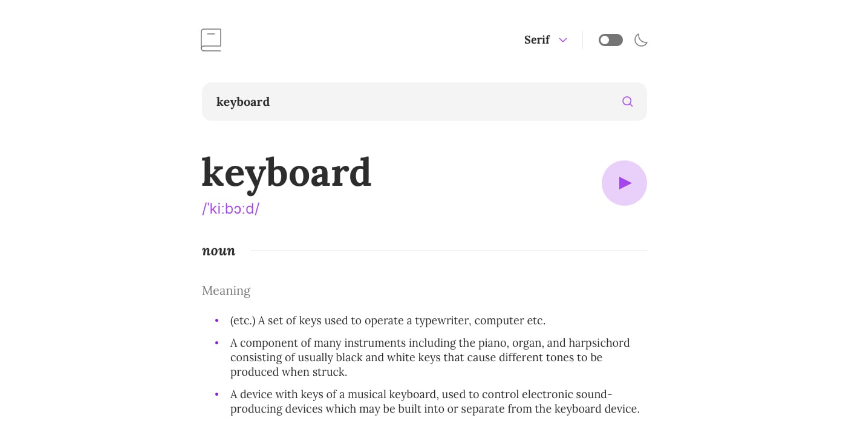 Serif
keyboard
keyboard
/ˈkiːbɔːd/
noun
Meaning
(etc.) A set of keys used to operate a typewriter, computer etc.
A component of many instruments including the piano, organ, and harpsichord
consisting of usually black and white keys that cause different tones to be
produced when struck.
A device with keys of a musical keyboard, used to control electronic sound-
producing devices which may be built into or separate from the keyboard device.